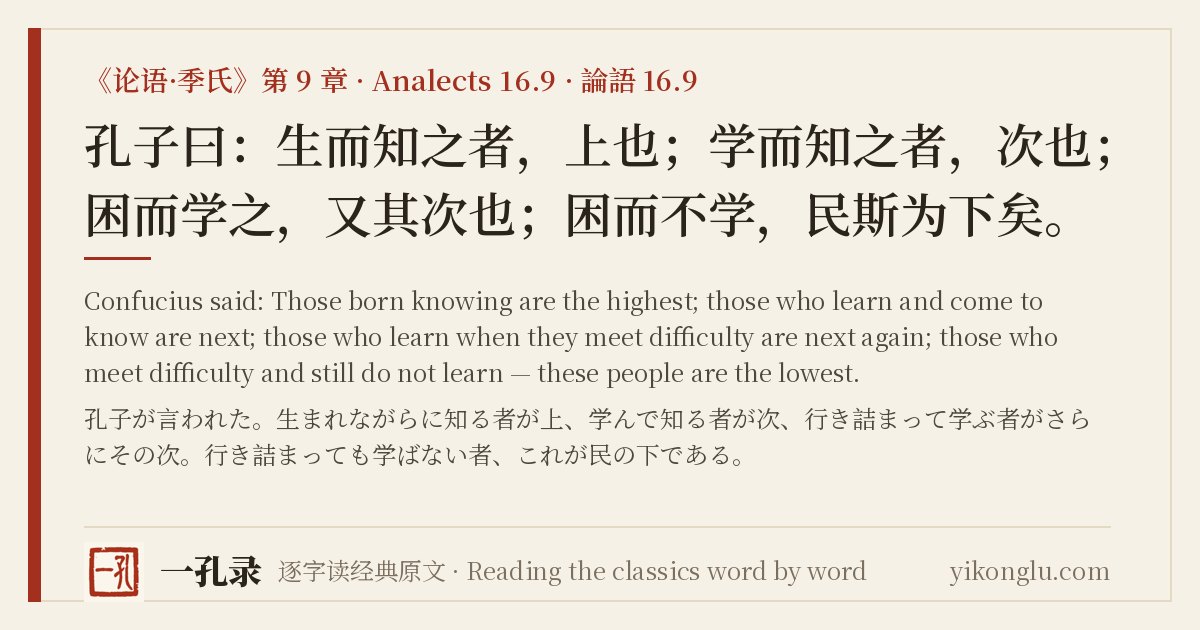 《论语·季氏》第 9 章 · Analects 16.9 · 論語 16.9
孔子曰：生而知之者，上也；学而知之者，次也；
困而学之，又其次也；困而不学，民斯为下矣。
Confucius said: Those born knowing are the highest; those who learn and come to
know are next; those who learn when they meet difficulty are next again; those who
meet difficulty and still do not learn — these people are the lowest.
孔子が言われた。生まれながらに知る者が上、学んで知る者が次、行き詰まって学ぶ者がさら
にその次。行き詰まっても学ばない者、これが民の下である。
一孔
一孔录 逐字读经典原文 · Reading the classics word by word yikonglu.com